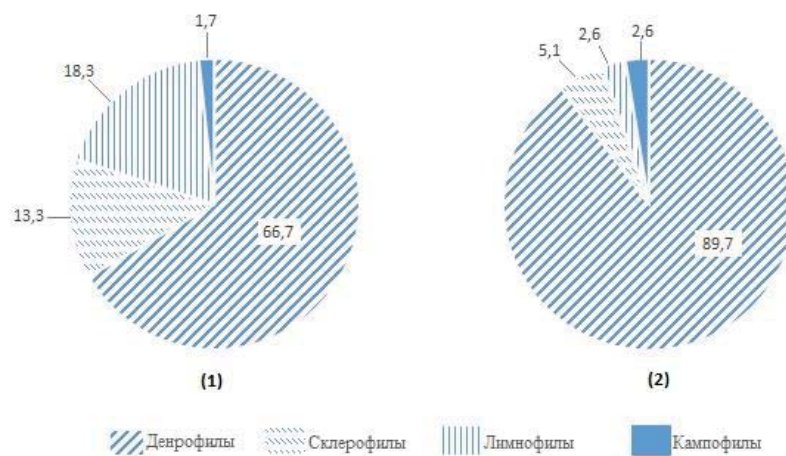 1,7
18,3
13,3
66,7
(1)
2,6
2,6
5,1
89,7
(2)
Денрофилы
Склерофилы
Лимнофилы
Кампофилы